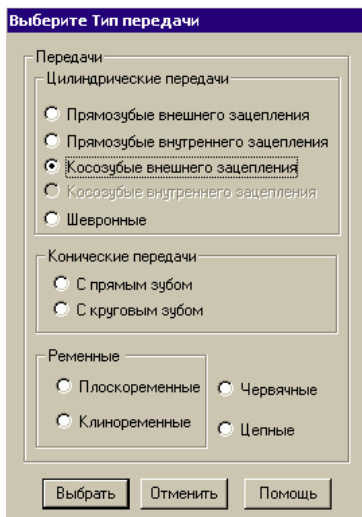 Выберите Тип передачи
Передачи
Цилиндрические передачи
Прямозубые внешнего зацепления
Прямозубые внутреннего зацепления
Косозубые внешнего зацепления
Косозубые внутреннего зацепления
Шевронные
Конические передачи
С прямым зубом
С круговым зубом
Ременные
Плоскоременные
Клиноременные
Червячные
Цепные
Выбрать Отменить Помощь